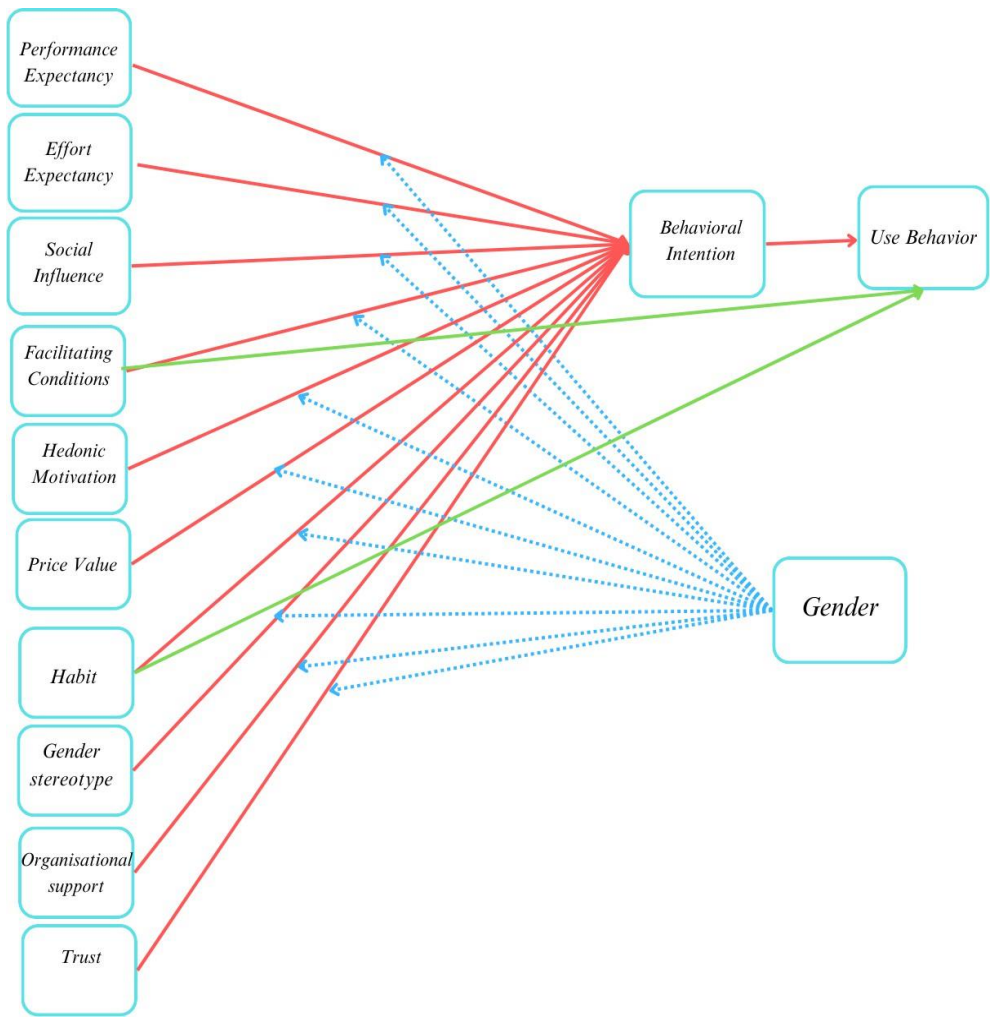 Performance
Expectancy
Effort
Expectancy
Social
Influence
Facilitating
Conditions
Hedonic
Motivation
Price Value
Habit
Gender
stereotype
Organisational
support
Trust
Behavioral
Intention
Use Behavior
Gender